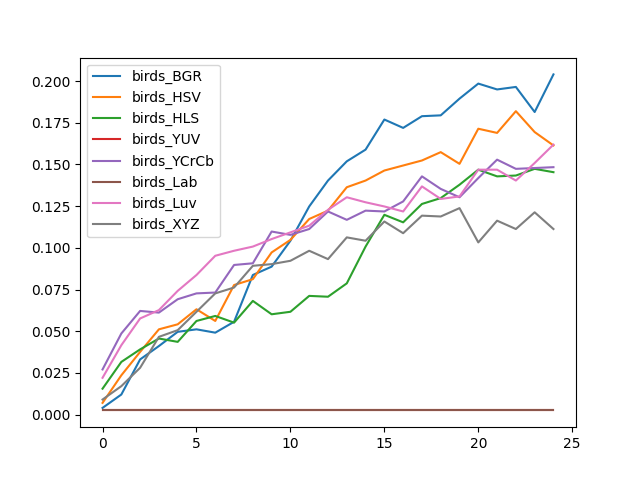 0.200
0.175
0.150
0.125
0.100
0.075
0.050
0.025
0.000
birds_BGR
birds_HSV
birds_HLS
birds_YUV
birds_YCrCb
birds_Lab
birds_Luv
birds_XYZ
0 5 10 15 20 25